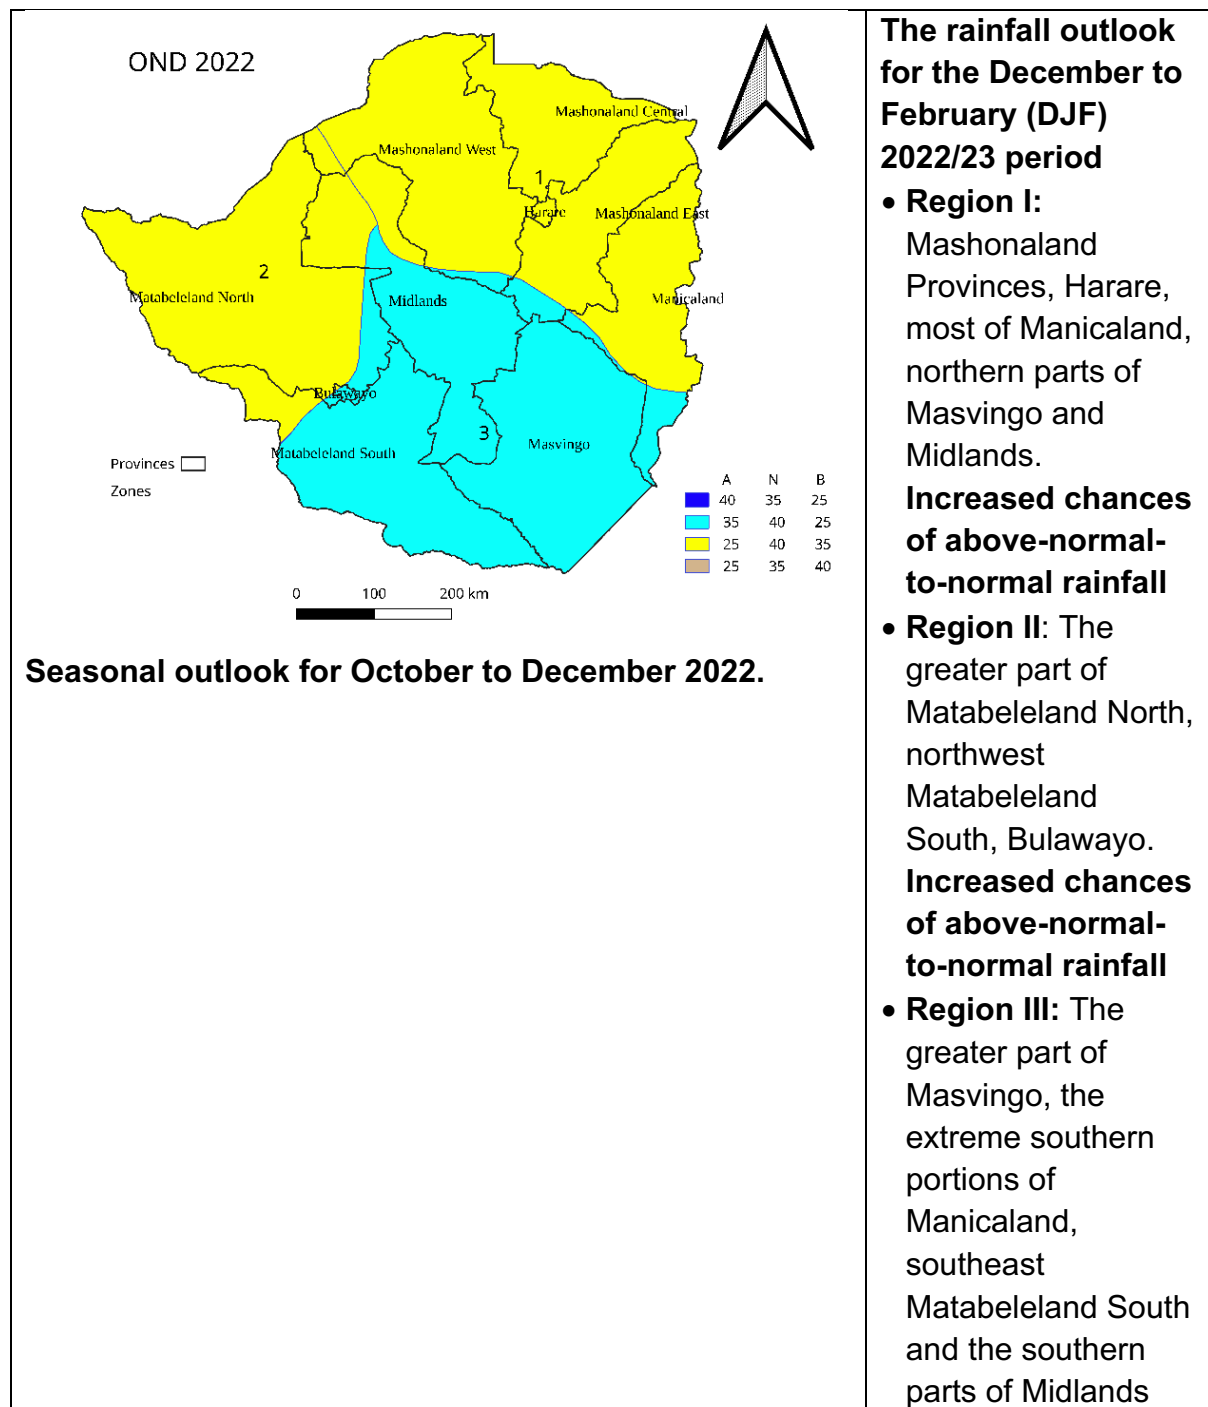 OND 2022
Mashonaland Central
Mashonaland West
1
Harare
Mashonaland East
2
Matabeleland North
Midlands
Manicaland
Bulawayo
3
Masvingo
Matabeleland South
Provinces
Zones
A N B
40 35 25
35 40 25
25 40 35
25 35 40
0 100 200 km
Seasonal outlook for October to December 2022.
The rainfall outlook
for the December to
February (DJF)
2022/23 period
• Region I:
Mashonaland
Provinces, Harare,
most of Manicaland,
northern parts of
Masvingo and
Midlands.
Increased chances
of above-normal-
to-normal rainfall
• Region II: The
greater part of
Matabeleland North,
northwest
Matabeleland
South, Bulawayo.
Increased chances
of above-normal-
to-normal rainfall
• Region III: The
greater part of
Masvingo, the
extreme southern
portions of
Manicaland,
southeast
Matabeleland South
and the southern
parts of Midlands